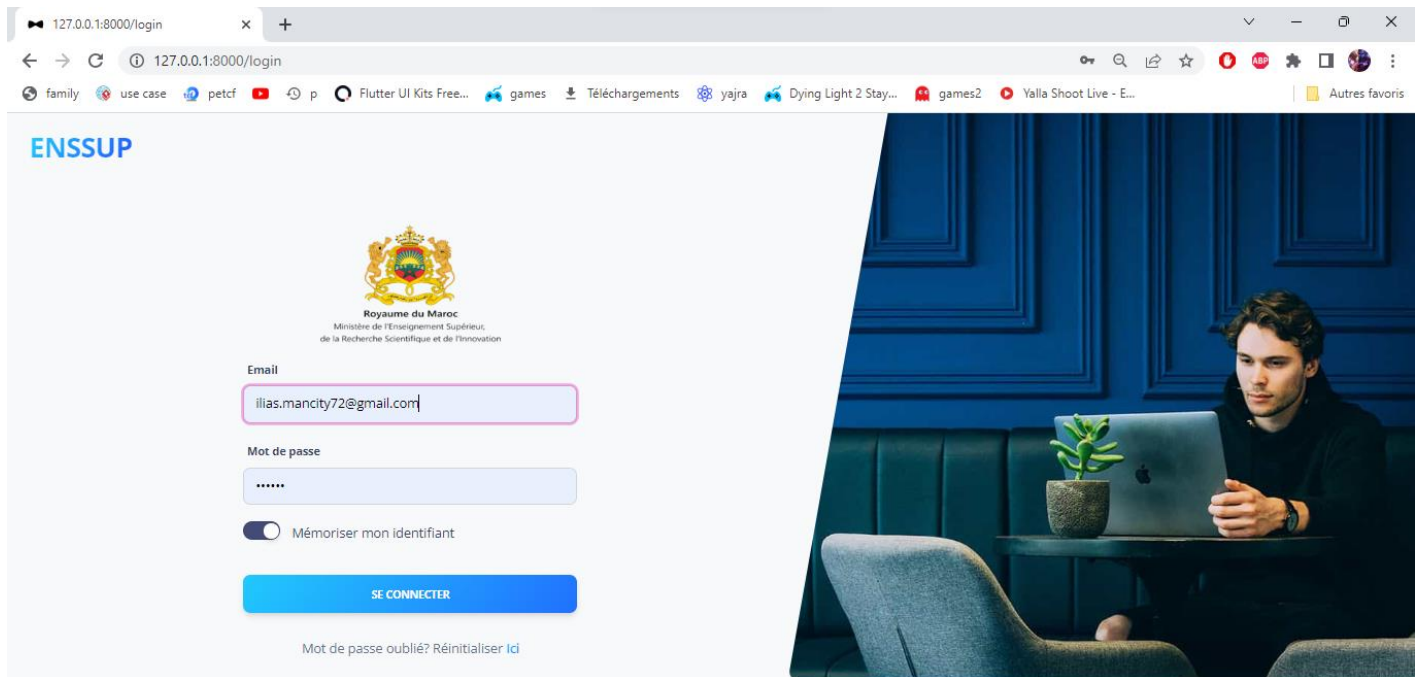 127.0.0.1:8000/login
127.0.0.1:8000/login
family use case petcf p Flutter UI Kits Free... games Téléchargements yajra Dying Light 2 Stay... games2 Yalla Shoot Live - E... Autres favoris
ABP
ENSSUP
Royaume du Maroc
Ministère de l'Enseignement Supérieur,
de la Recherche Scientifique et de l'Innovation
Email
ilias.mancity72@gmail.com
Mot de passe
••••••
Mémoriser mon identifiant
SE CONNECTER
Mot de passe oublié? Réinitialiser Ici